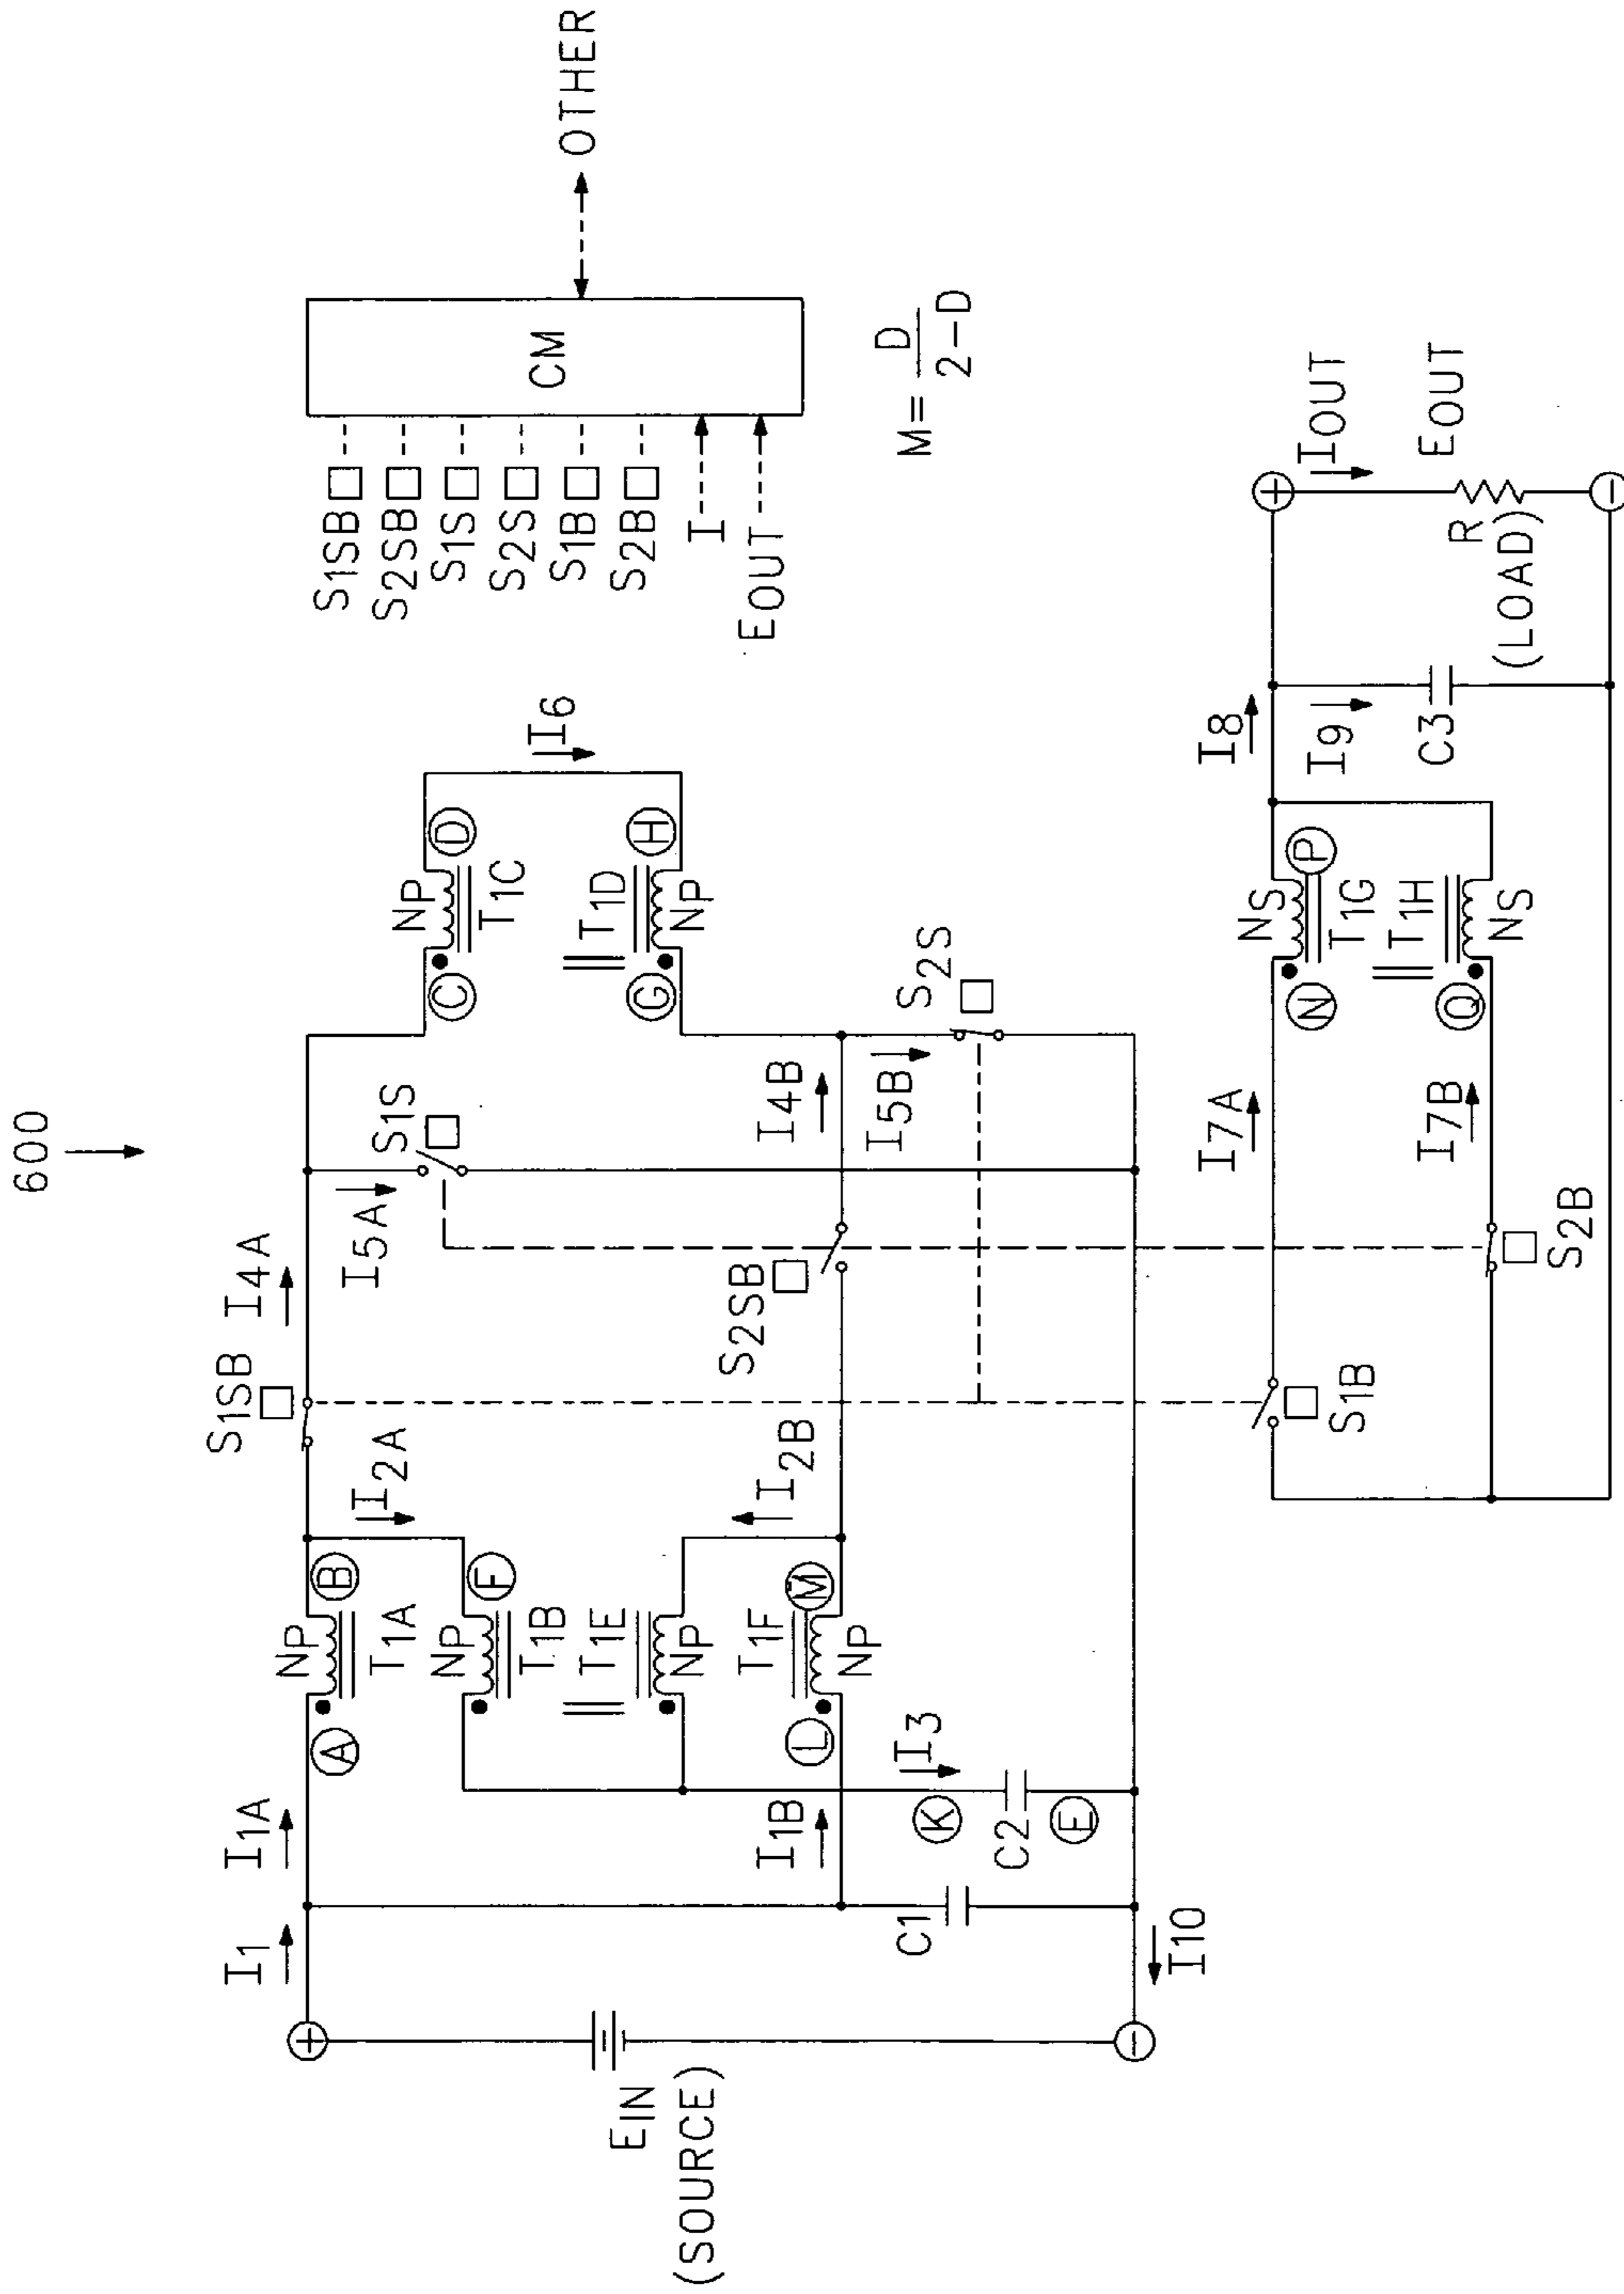 600
S1SB
S2SB
S1S
S2S
S1B
S2B
I
EOUT
CM
OTHER
M= D
2-D
I1
I1A
A
NP
B
T1A
S1SB
I4A
I2A
I5A
S1S
C
NP
D
T1C
I6
NP
F
T1B
T1E
NP
I2B
T1D
G
NP
H
EIN
(SOURCE)
I1B
L
T1F
NP
M
S2SB
I4B
I5B
S2S
C1
K
I3
C2
E
I10
S1B
I7A
N
NS
P
T1G
I8
I9
C3
IOUT
R
(LOAD)
EOUT
S2B
I7B
Q
T1H
NS